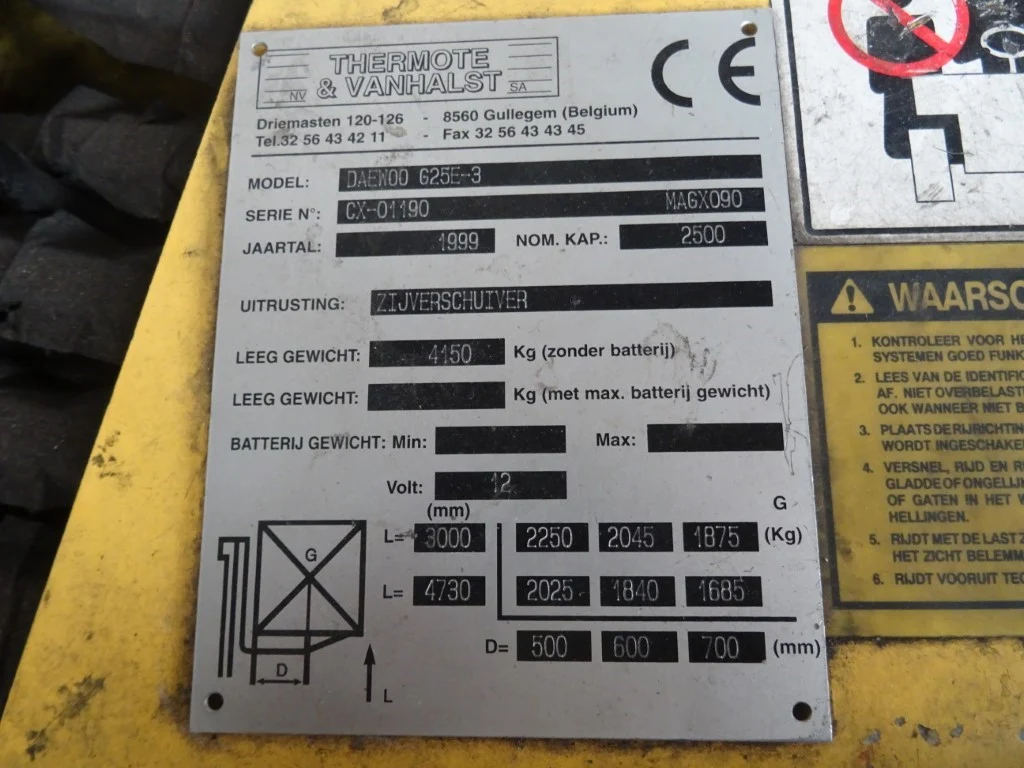 THERMOTE
NV & VANHALST SA
CE
Driemasten 120-126 - 8560 Gullegem (Belgium)
Tel.32 56 43 42 11 - Fax 32 56 43 43 45
MODEL: DAEWOO G25E-3
SERIE N°: CX-01190 MAGX090
JAARTAL: 1999 NOM. KAP.: 2500
UITRUSTING: ZIJVERSCHUIVER
LEEG GEWICHT: 4150 Kg (zonder batterij)
LEEG GEWICHT: Kg (met max. batterij gewicht)
BATTERIJ GEWICHT: Min: Max:
Volt: 12
(mm) G
L= 3000 2250 2045 1875 (Kg)
L= 4730 2025 1840 1685
D= 500 600 700 (mm)
G
D
L
WAARSC
1. KONTROLEER VOOR HE
SYSTEMEN GOED FUNK
2. LEES VAN DE IDENTIFIC
AF. NIET OVERBELAST
OOK WANNEER NIET B
3. PLAATS DE RIJRICHTIN
WORDT INGESCHAKE
4. VERSNEL, RIJD EN RE
GLADDE OF ONGELIJK
OF GATEN IN HET W
HELLINGEN.
5. RIJDT MET DE LAST Z
HET ZICHT BELEMM
6. RIJDT VOORUIT TEG